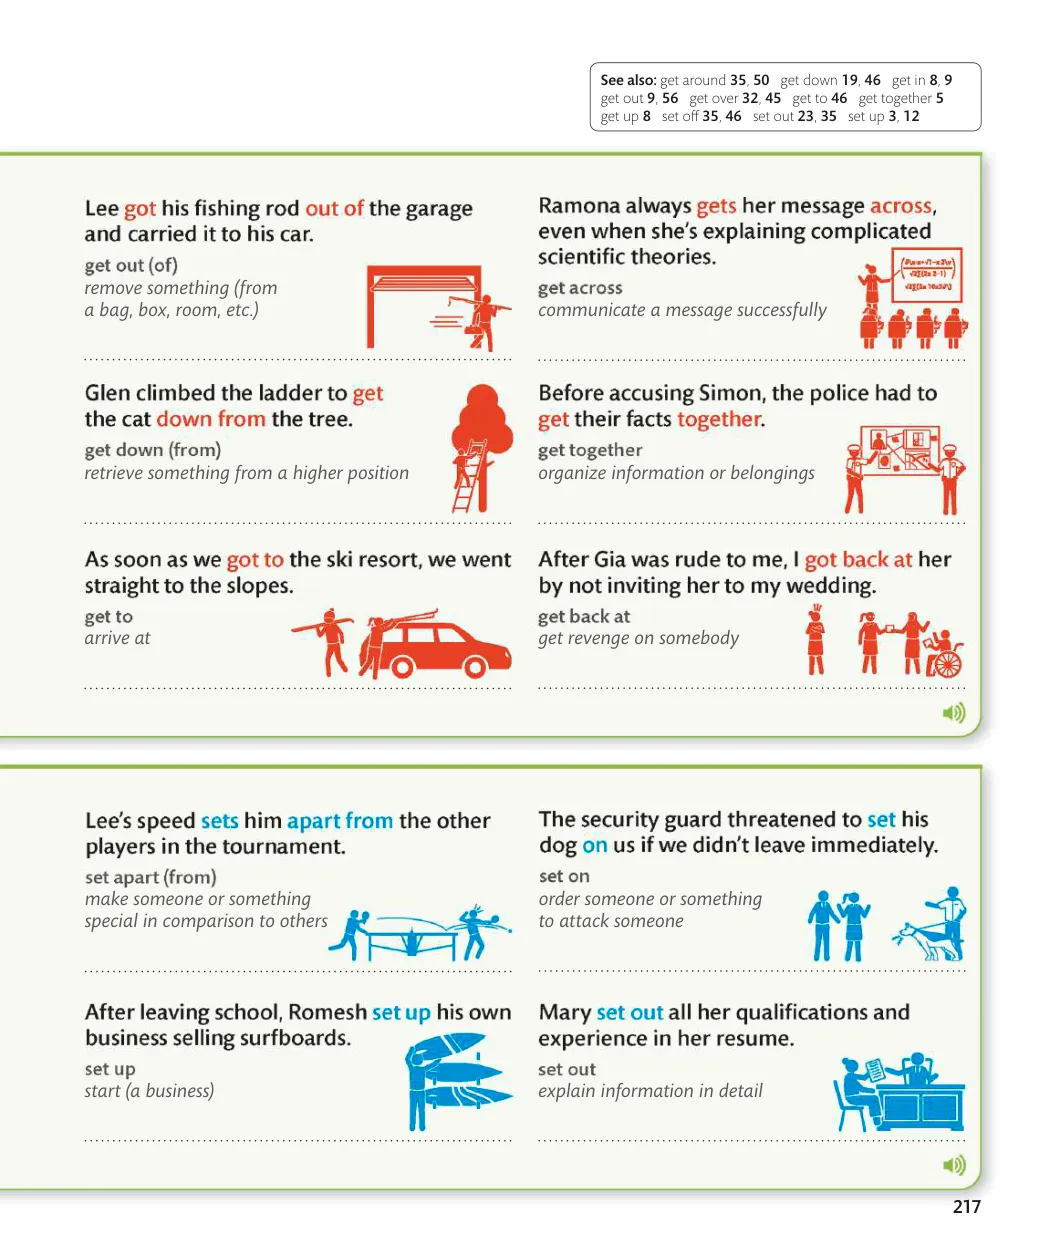 See also: get around 35, 50 get down 19, 46 get in 8, 9
get out 9, 56 get over 32, 45 get to 46 get together 5
get up 8 set off 35, 46 set out 23, 35 set up 3, 12
Lee got his fishing rod out of the garage
and carried it to his car.
get out (of)
remove something (from
a bag, box, room, etc.)
Ramona always gets her message across,
even when she's explaining complicated
scientific theories.
get across
communicate a message successfully
Glen climbed the ladder to get
the cat down from the tree.
get down (from)
retrieve something from a higher position
Before accusing Simon, the police had to
get their facts together.
get together
organize information or belongings
As soon as we got to the ski resort, we went
straight to the slopes.
get to
arrive at
After Gia was rude to me, I got back at her
by not inviting her to my wedding.
get back at
get revenge on somebody
Lee's speed sets him apart from the other
players in the tournament.
set apart (from)
make someone or something
special in comparison to others
The security guard threatened to set his
dog on us if we didn't leave immediately.
set on
order someone or something
to attack someone
After leaving school, Romesh set up his own
business selling surfboards.
set up
start (a business)
Mary set out all her qualifications and
experience in her resume.
set out
explain information in detail
217